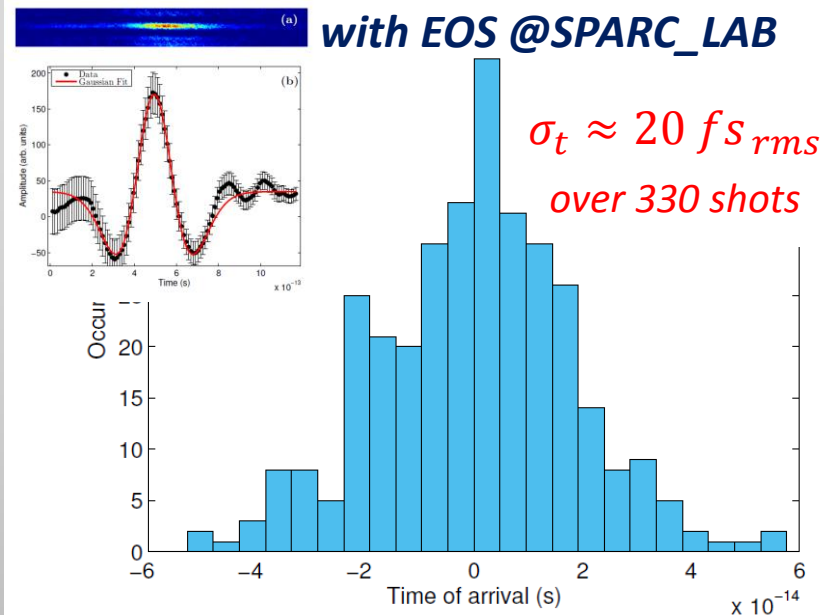 (a)
with EOS @SPARC_LAB
(b)
Data
Gaussian Fit
200
150
100
50
0
−50
Amplitude (arb. units)
0
2
4
6
8
10
Time (s)
x 10⁻¹³
σt ≈ 20 fs rms
over 330 shots
Occur
20
15
10
5
0
−6
−4
−2
0
2
4
6
Time of arrival (s)
x 10⁻¹⁴